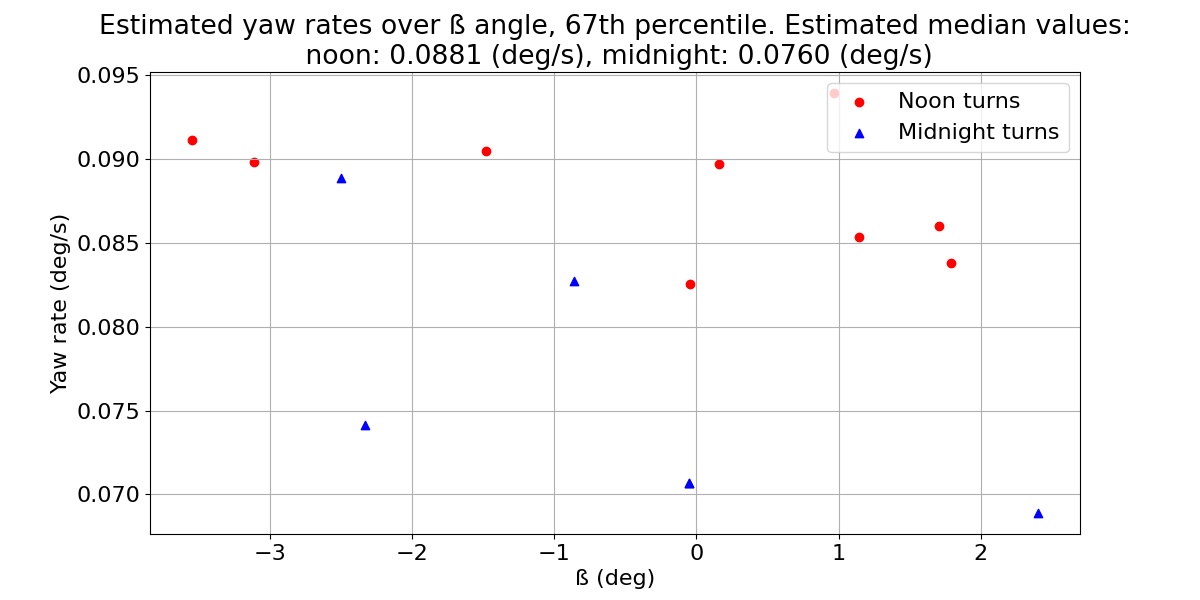 Estimated yaw rates over ß angle, 67th percentile. Estimated median values:
noon: 0.0881 (deg/s), midnight: 0.0760 (deg/s)
Noon turns
Midnight turns
Yaw rate (deg/s)
0.095
0.090
0.085
0.080
0.075
0.070
−3 −2 −1 0 1 2
ß (deg)